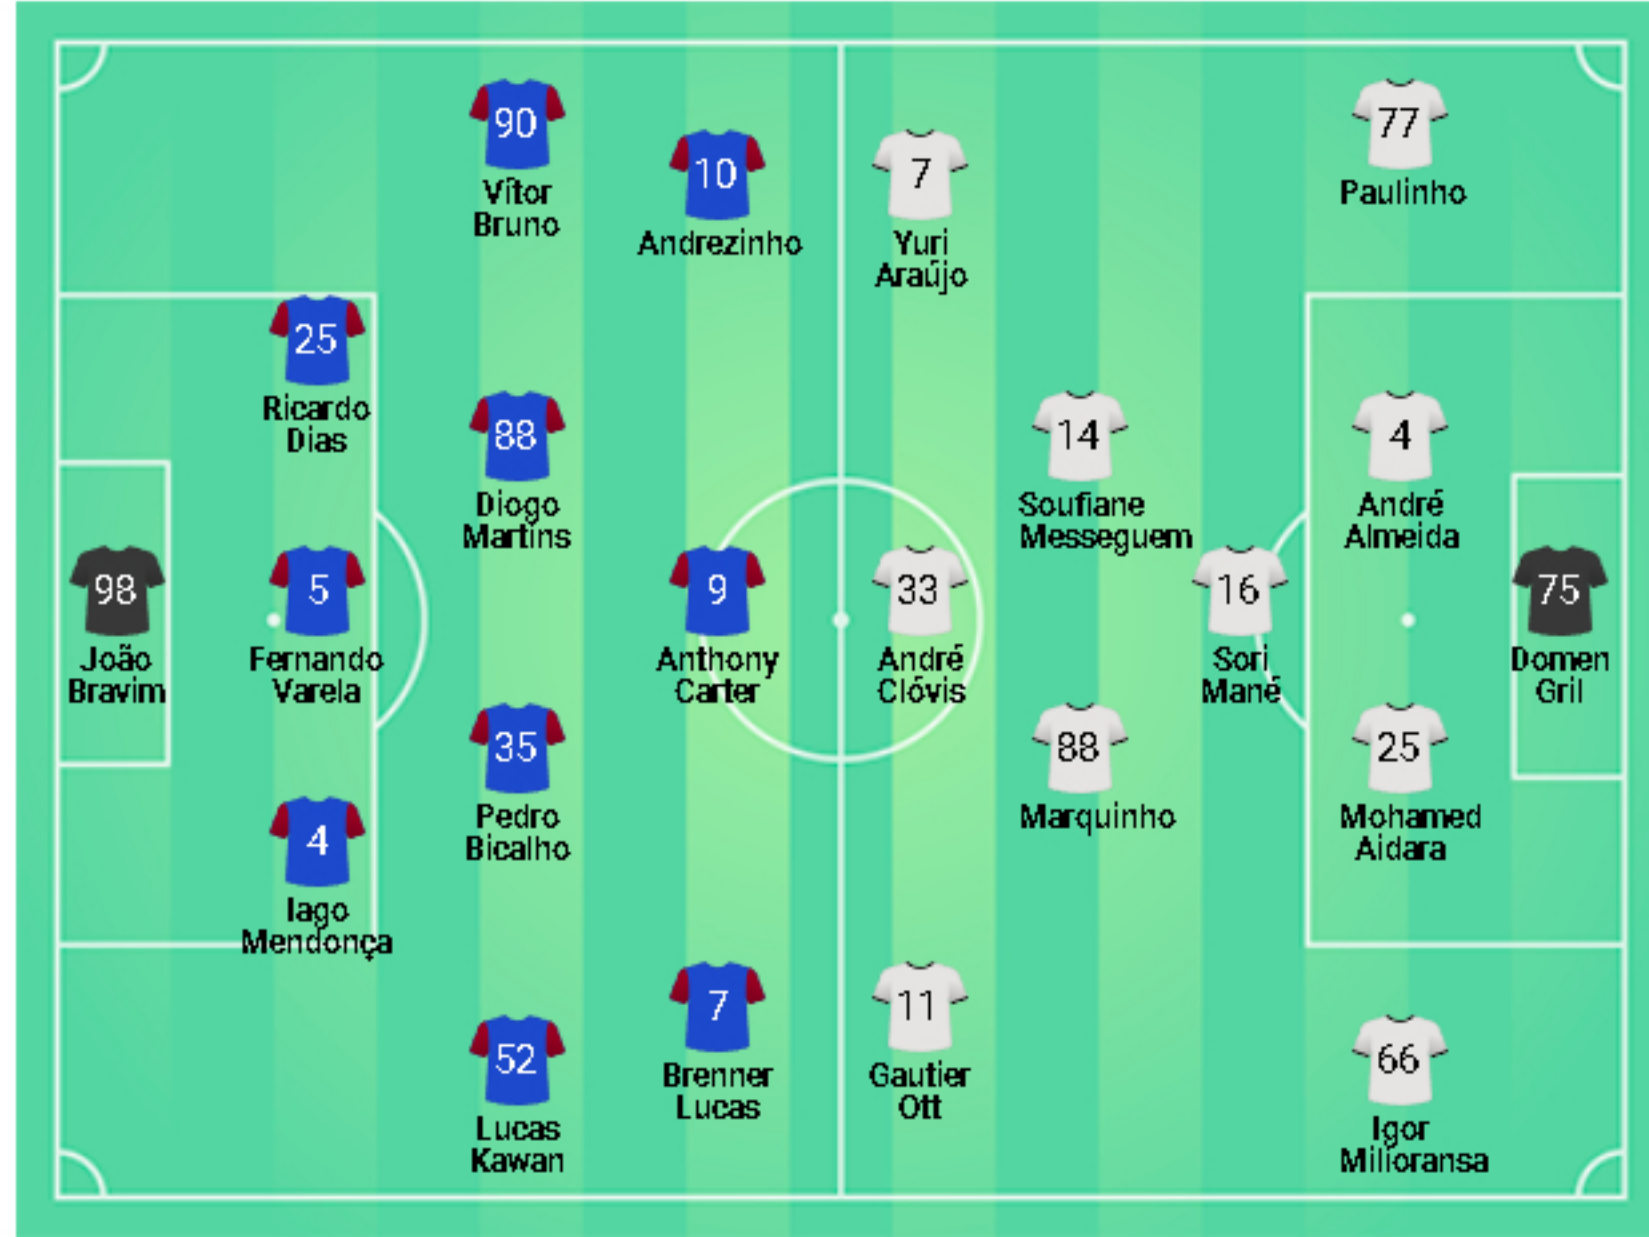 98
João
Bravim
25
Ricardo
Dias
5
Fernando
Varela
4
Iago
Mendonça
90
Vîtor
Bruno
88
Diogo
Martins
35
Pedro
Bicalho
52
Lucas
Kawan
10
Andrezinho
9
Anthony
Carter
7
Brenner
Lucas
7
Yuri
Araújo
33
André
Clóvis
11
Gautier
Ott
14
Soufiane
Messeguem
88
Marquinho
16
Sori
Mané
77
Paulinho
4
André
Almeida
25
Mohamed
Aidara
66
Igor
Milioransa
75
Domen
Gril